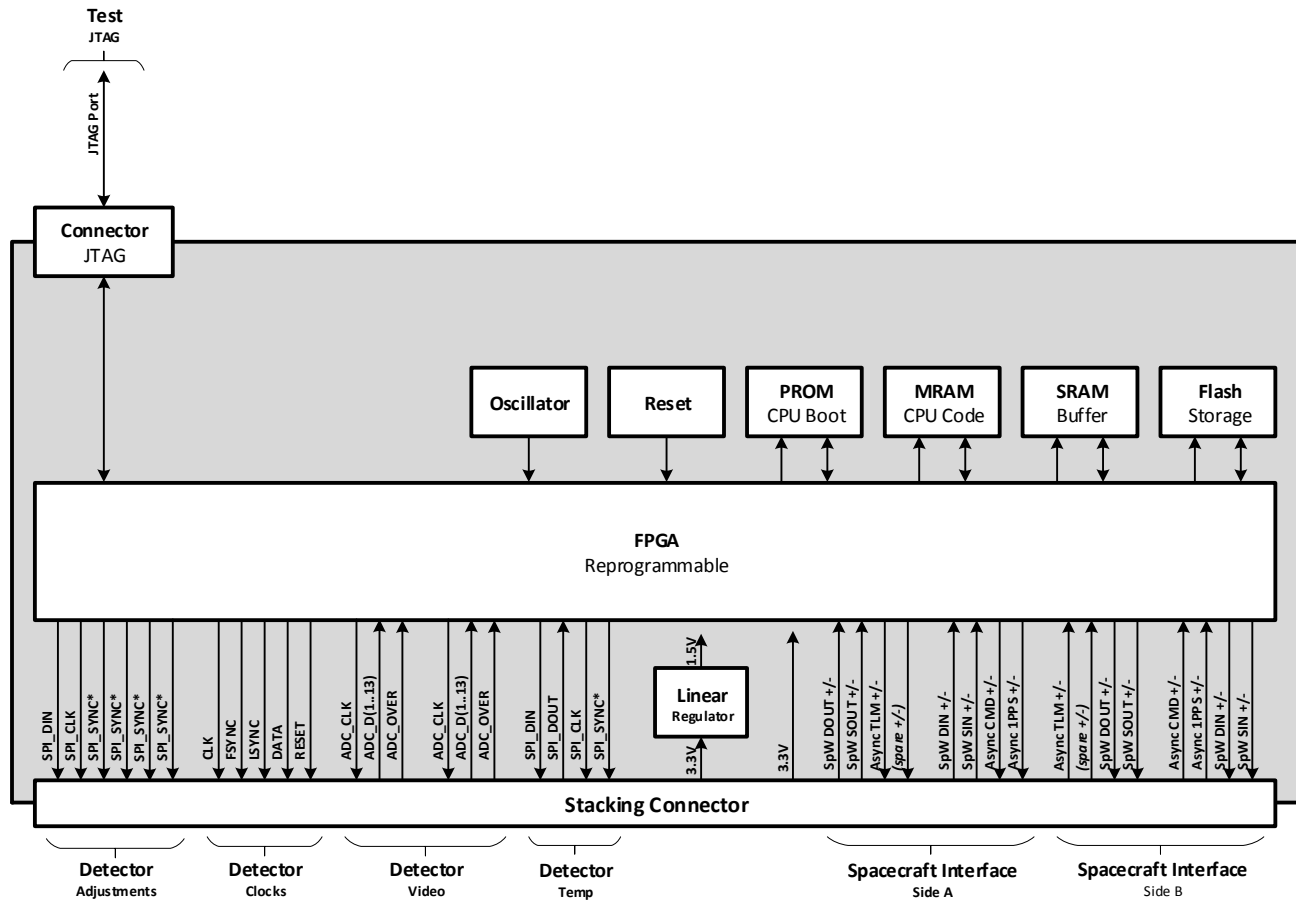 Test
JTAG
JTAG Port
Connector
JTAG
Oscillator
Reset
PROM
CPU Boot
MRAM
CPU Code
SRAM
Buffer
Flash
Storage
FPGA
Reprogrammable
SPI_DIN
SPI_CLK
SPI_SYNC*
SPI_SYNC*
SPI_SYNC*
SPI_SYNC*
CLK
FSYNC
LSYNC
DATA
RESET
ADC_CLK
ADC_D(1..13)
ADC_OVER
ADC_CLK
ADC_D(1..13)
ADC_OVER
SPI_DIN
SPI_DOUT
SPI_CLK
SPI_SYNC*
1.5V
Linear
Regulator
3.3V
3.3V
SpW DOUT +/-
SpW SOUT +/-
Async TLM +/-
(spare +/-)
SpW DIN +/-
SpW SIN +/-
Async CMD +/-
Async 1PPS +/-
Async TLM +/-
(spare +/-)
SpW DOUT +/-
SpW SOUT +/-
Async CMD +/-
Async 1PPS +/-
SpW DIN +/-
SpW SIN +/-
Stacking Connector
Detector
Adjustments
Detector
Clocks
Detector
Video
Detector
Temp
Spacecraft Interface
Side A
Spacecraft Interface
Side B